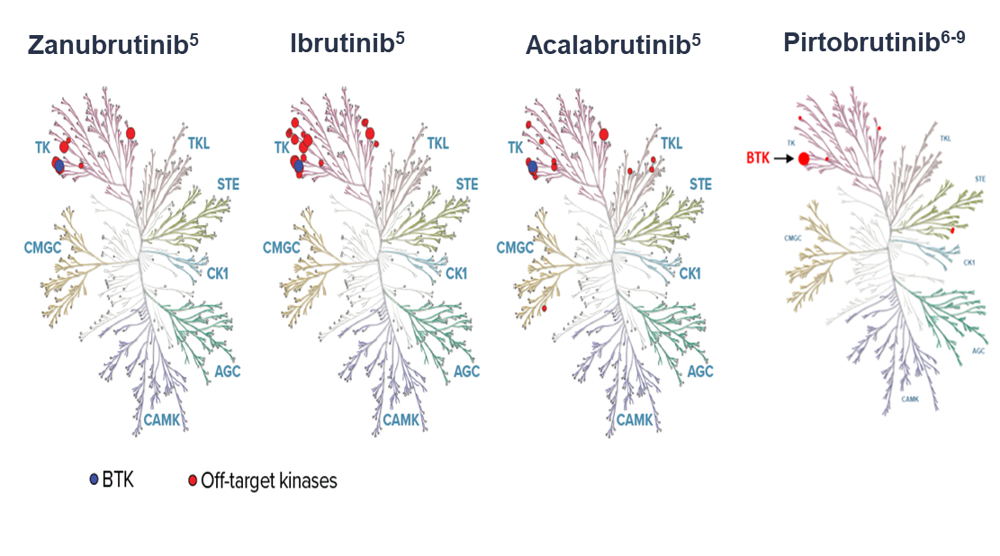 Zanubrutinib5
Ibrutinib5
Acalabrutinib5
Pirtobrutinib6-9
TK
TKL
STE
CMGC
CK1
AGC
CAMK
TK
TKL
STE
CMGC
CK1
AGC
CAMK
TK
TKL
STE
CMGC
CK1
AGC
CAMK
TK
TKL
BTK
STE
CMGC
CK1
AGC
CAMK
BTK
Off-target kinases